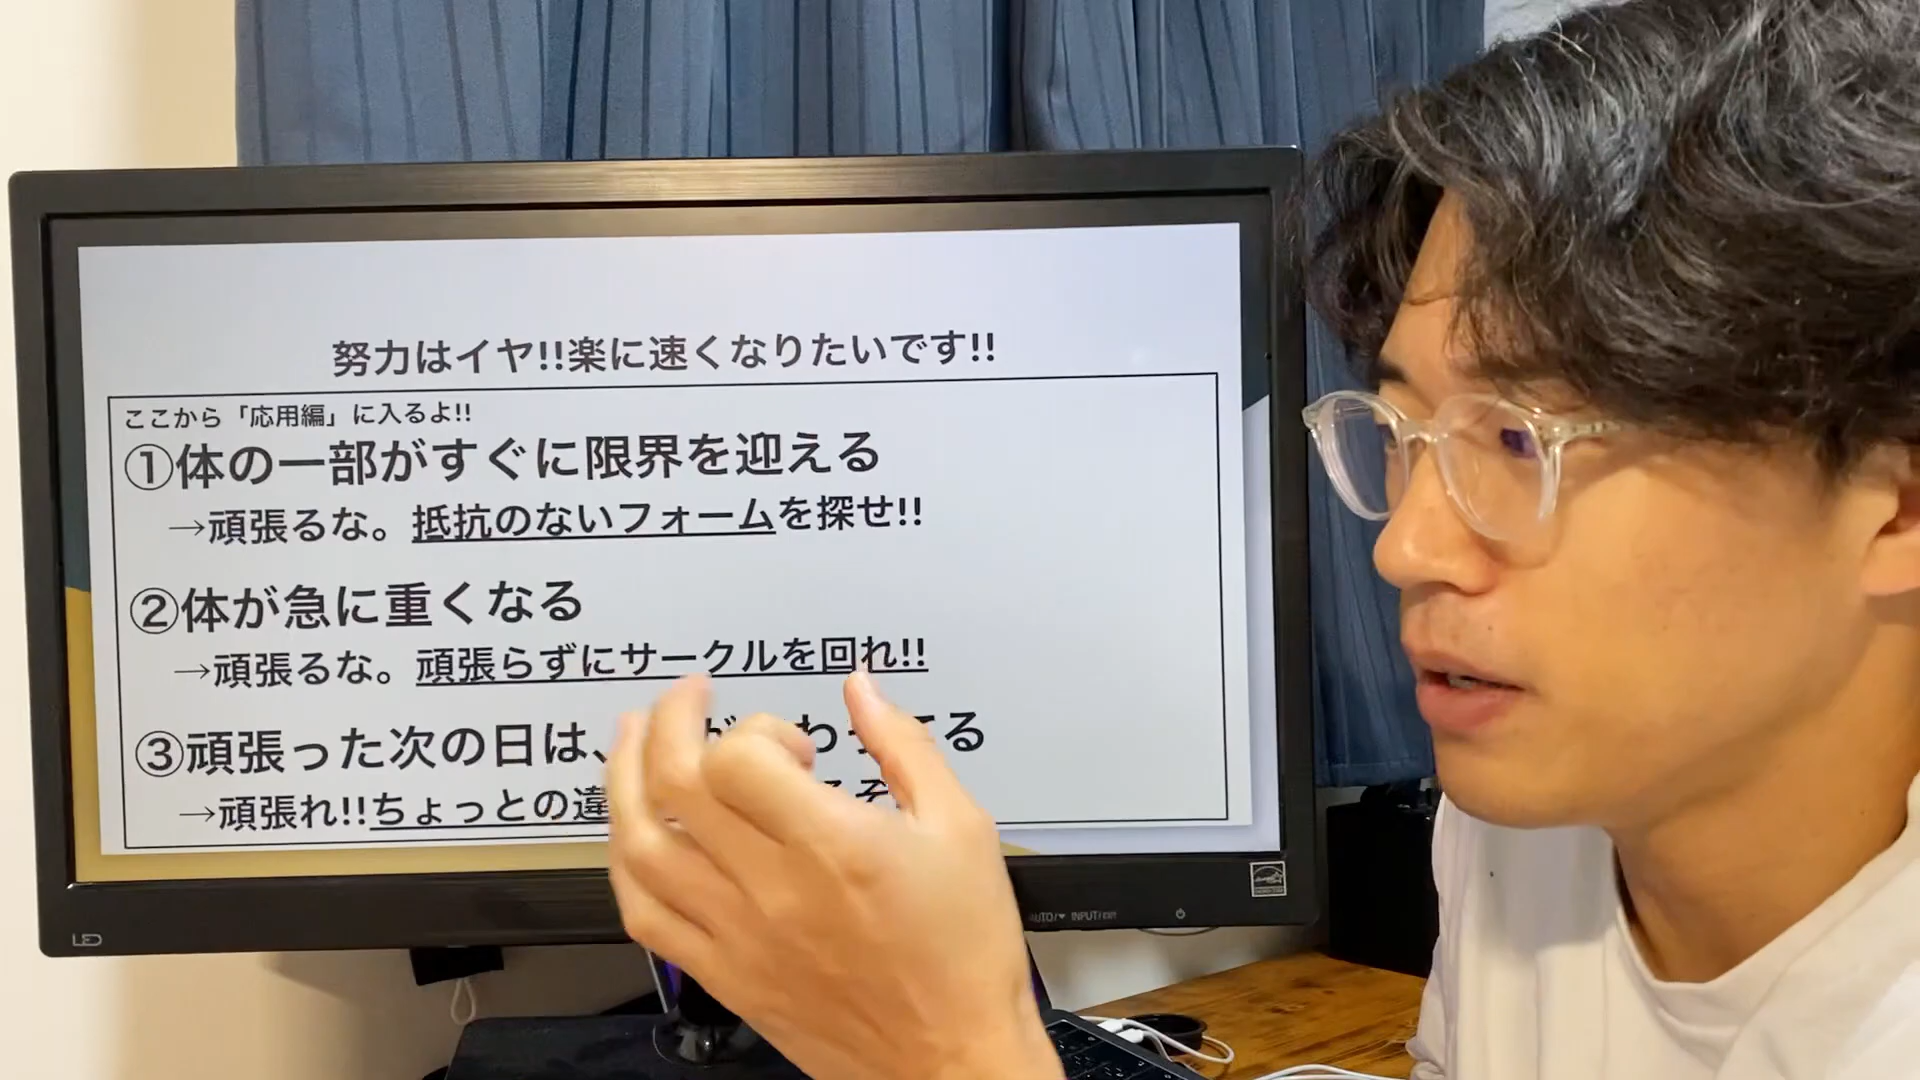 努力はイヤ!!楽に速くなりたいです!!
ここから「応用編」に入るよ!!
①体の一部がすぐに限界を迎える
→頑張るな。抵抗のないフォームを探せ!!
②体が急に重くなる
→頑張るな。頑張らずにサークルを回れ!!
③頑張った次の日は、
→頑張れ!!ちょっとの違
AUTO/▼ INPUT/EXIT